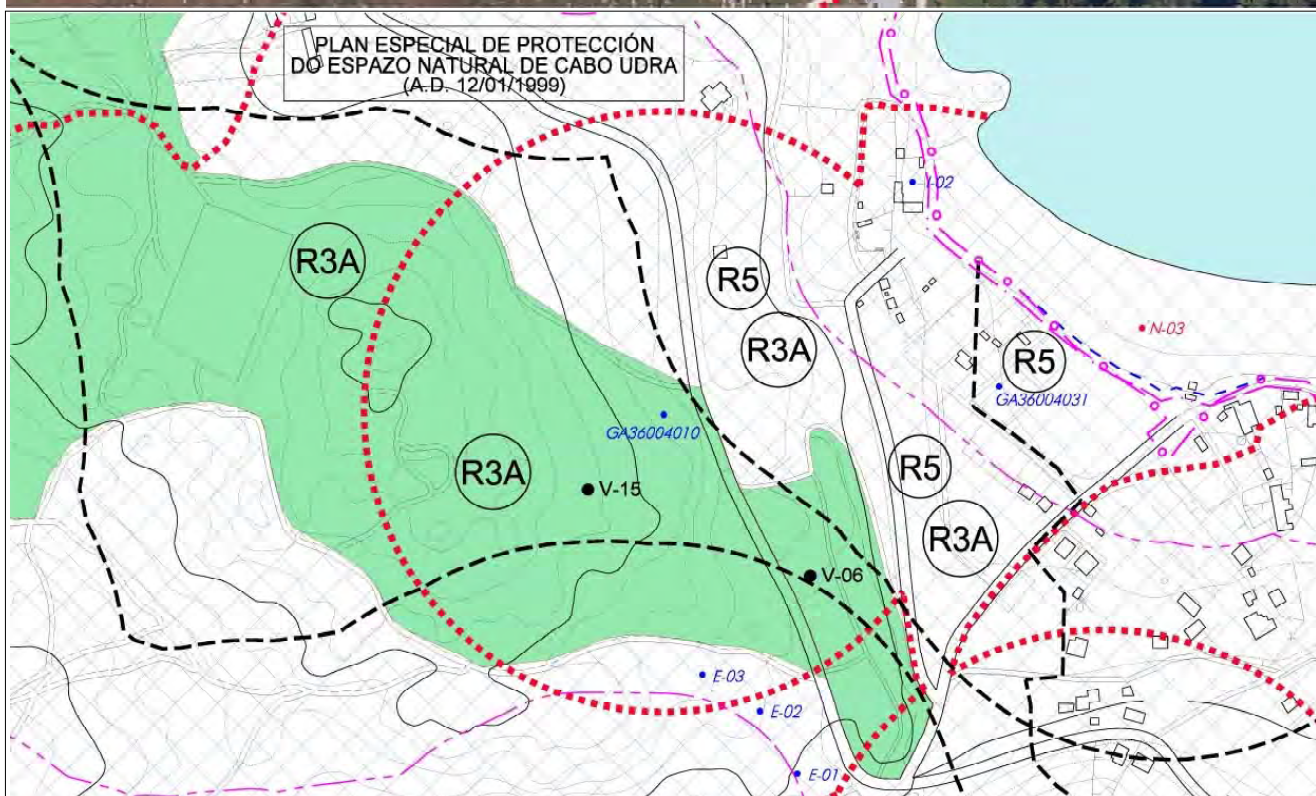 PLAN ESPECIAL DE PROTECCIÓN
DO ESPAZO NATURAL DE CABO UDRA
(A.D. 12/01/1999)
I-02
R3A
R5
N-03
R3A
R5
GA36004031
GA36004010
R3A
R5
V-15
R3A
V-06
E-03
E-02
E-01